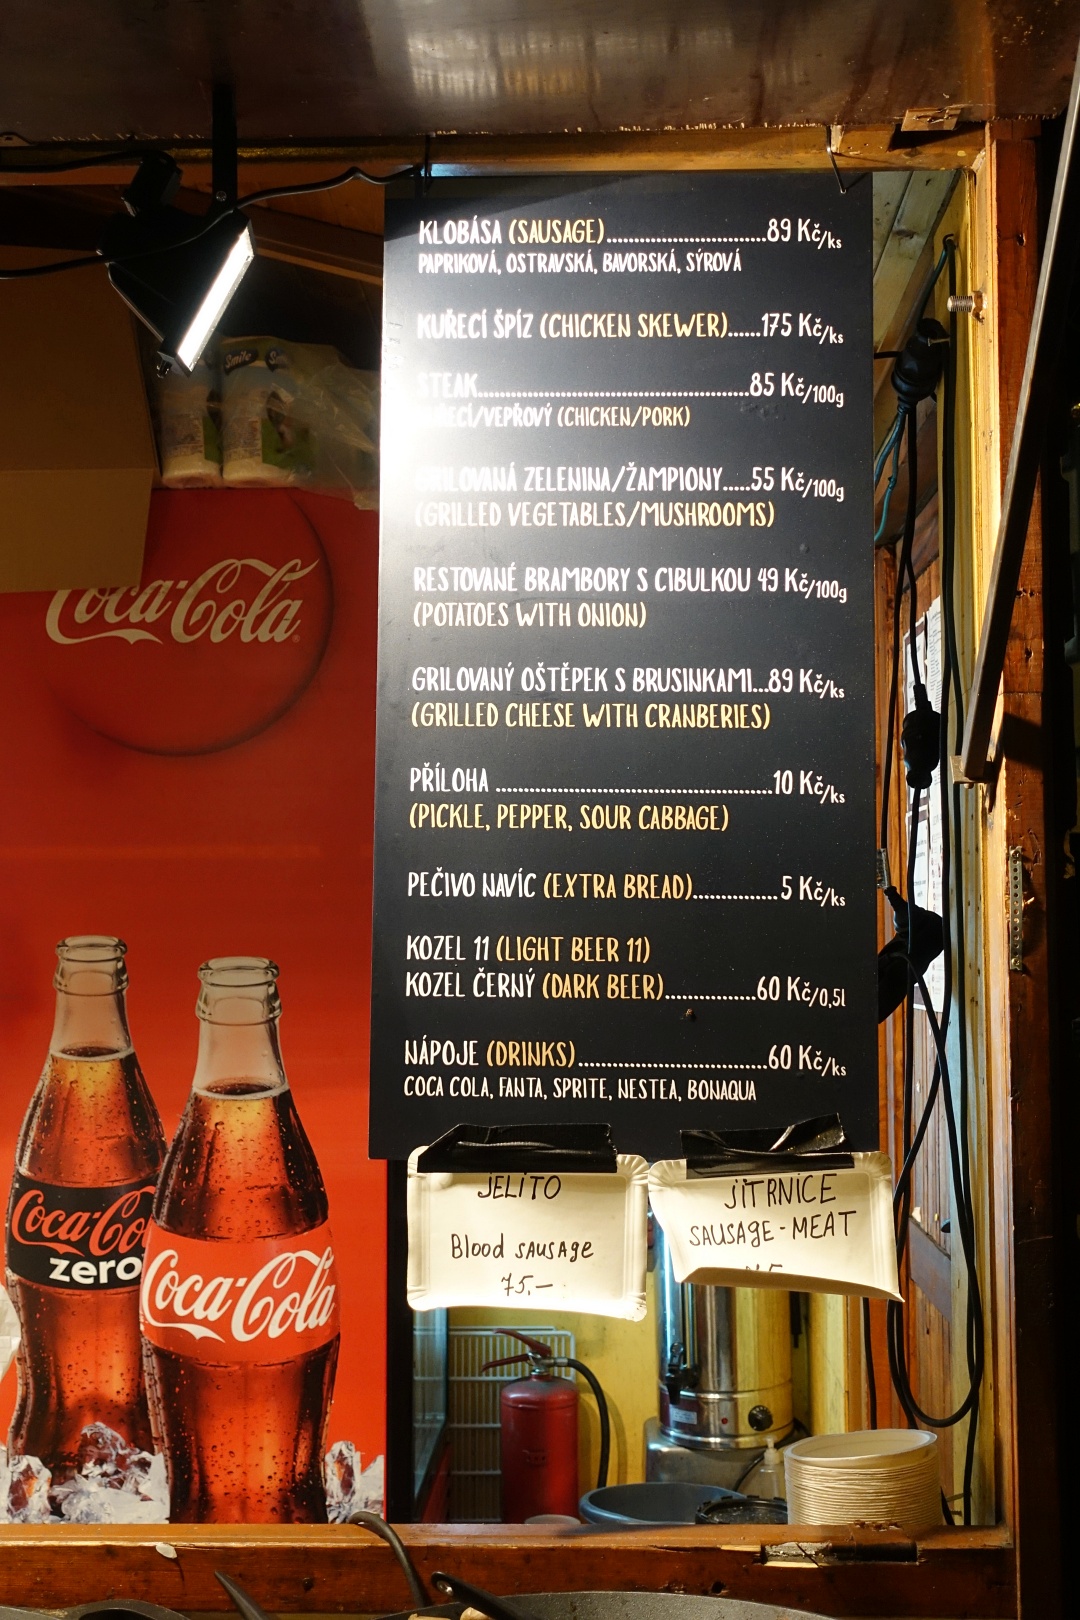 KLOBÁSA (SAUSAGE).............................89 Kč/ks
PAPRIKOVÁ, OSTRAVSKÁ, BAVORSKÁ, SÝROVÁ
KUŘECÍ ŠPÍZ (CHICKEN SKEWER)......175 Kč/ks
STEAK..................................................85 Kč/100g
KUŘECÍ/VEPŘOVÝ (CHICKEN/PORK)
GRILOVANÁ ZELENINA/ŽAMPIONY.....55 Kč/100g
(GRILLED VEGETABLES/MUSHROOMS)
RESTOVANÉ BRAMBORY S CIBULKOU 49 Kč/100g
(POTATOES WITH ONION)
GRILOVANÝ OŠTĚPEK S BRUSINKAMI...89 Kč/ks
(GRILLED CHEESE WITH CRANBERIES)
PŘÍLOHA ..................................................10 Kč/ks
(PICKLE, PEPPER, SOUR CABBAGE)
PEČIVO NAVÍC (EXTRA BREAD)................5 Kč/ks
KOZEL 11 (LIGHT BEER 11)
KOZEL ČERNÝ (DARK BEER).................60 Kč/0,5l
NÁPOJE (DRINKS)...................................60 Kč/ks
COCA COLA, FANTA, SPRITE, NESTEA, BONAQUA
JELITO
Blood sausage
75.-
JITRNICE
SAUSAGE-MEAT
Smile
Coca-Cola
Coca-Co
zero
Coca-Cola